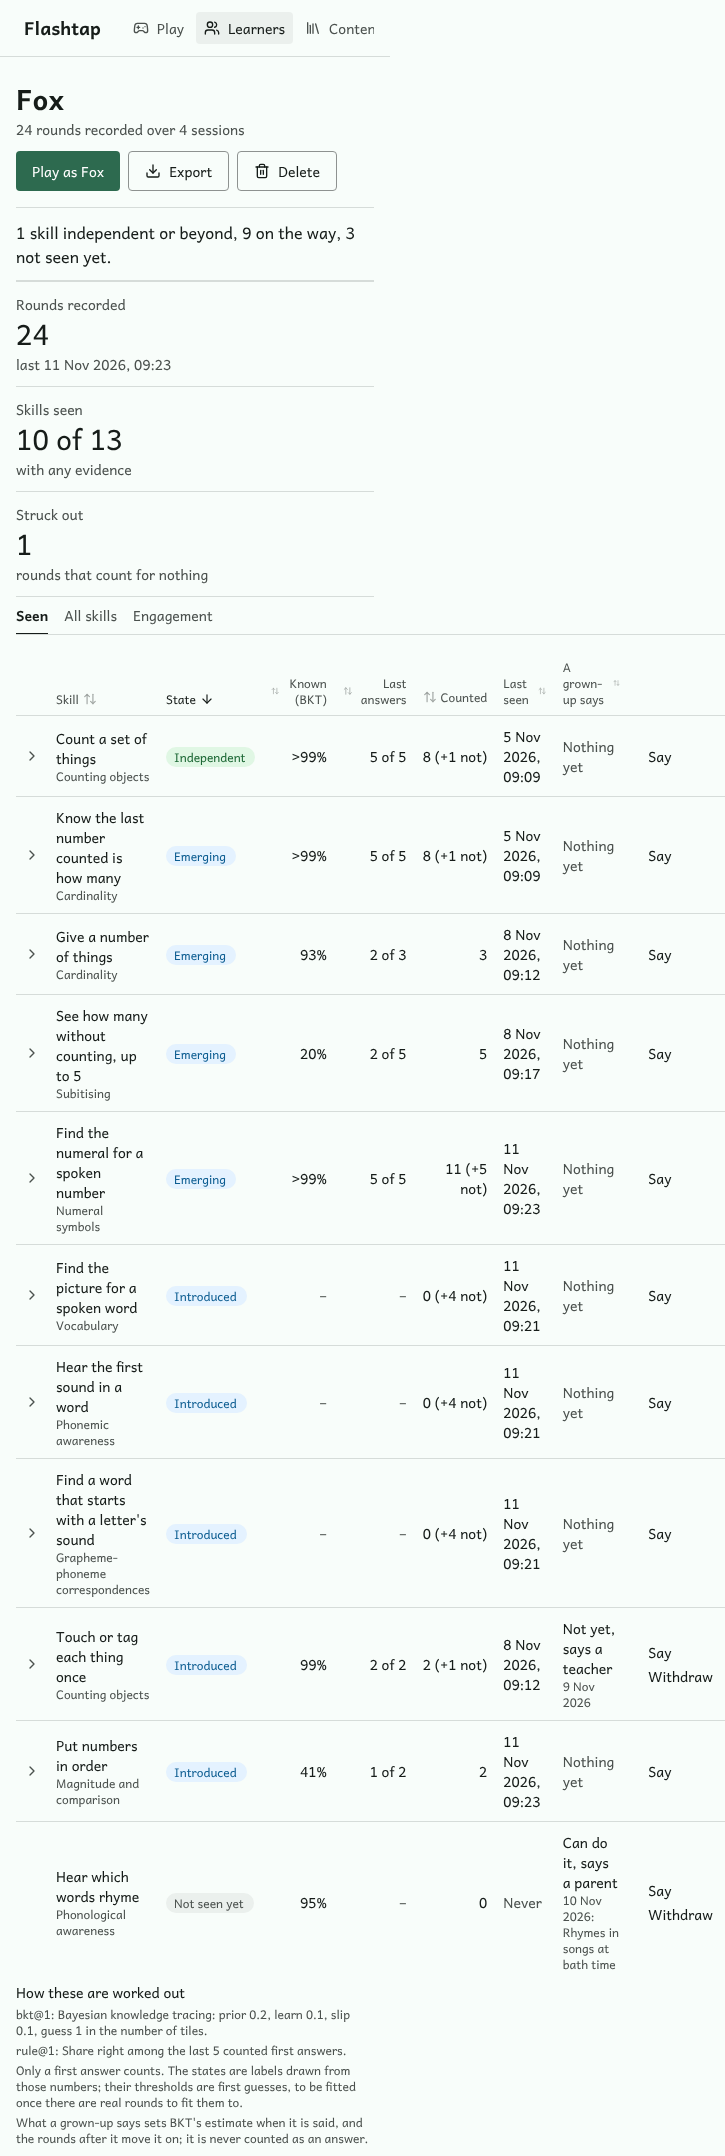 Flashtap
Play
Learners
Conten
Fox
24 rounds recorded over 4 sessions
Play as Fox
Export
Delete
1 skill independent or beyond, 9 on the way, 3
not seen yet.
Rounds recorded
24
last 11 Nov 2026, 09:23
Skills seen
10 of 13
with any evidence
Struck out
1
rounds that count for nothing
Seen
All skills
Engagement
Skill
State
Known
(BKT)
Last
answers
Counted
Last
seen
A
grown-
up says
Count a set of
things
Counting objects
Independent
>99%
5 of 5
8 (+1 not)
5 Nov
2026,
09:09
Nothing
yet
Say
Know the last
number
counted is
how many
Cardinality
Emerging
>99%
5 of 5
8 (+1 not)
5 Nov
2026,
09:09
Nothing
yet
Say
Give a number
of things
Cardinality
Emerging
93%
2 of 3
3
8 Nov
2026,
09:12
Nothing
yet
Say
See how many
without
counting, up
to 5
Subitising
Emerging
20%
2 of 5
5
8 Nov
2026,
09:17
Nothing
yet
Say
Find the
numeral for a
spoken
number
Numeral
symbols
Emerging
>99%
5 of 5
11 (+5
not)
11
Nov
2026,
09:23
Nothing
yet
Say
Find the
picture for a
spoken word
Vocabulary
Introduced
–
–
0 (+4 not)
11
Nov
2026,
09:21
Nothing
yet
Say
Hear the first
sound in a
word
Phonemic
awareness
Introduced
–
–
0 (+4 not)
11
Nov
2026,
09:21
Nothing
yet
Say
Find a word
that starts
with a letter's
sound
Grapheme-
phoneme
correspondences
Introduced
–
–
0 (+4 not)
11
Nov
2026,
09:21
Nothing
yet
Say
Touch or tag
each thing
once
Counting objects
Introduced
99%
2 of 2
2 (+1 not)
8 Nov
2026,
09:12
Not yet,
says a
teacher
9 Nov
2026
Say
Withdraw
Put numbers
in order
Magnitude and
comparison
Introduced
41%
1 of 2
2
11
Nov
2026,
09:23
Nothing
yet
Say
Hear which
words rhyme
Phonological
awareness
Not seen yet
95%
–
0
Never
Can do
it, says
a parent
10 Nov
2026:
Rhymes in
songs at
bath time
Say
Withdraw
How these are worked out
bkt@1: Bayesian knowledge tracing: prior 0.2, learn 0.1, slip
0.1, guess 1 in the number of tiles.
rule@1: Share right among the last 5 counted first answers.
Only a first answer counts. The states are labels drawn from
those numbers; their thresholds are first guesses, to be fitted
once there are real rounds to fit them to.
What a grown-up says sets BKT's estimate when it is said, and
the rounds after it move it on; it is never counted as an answer.